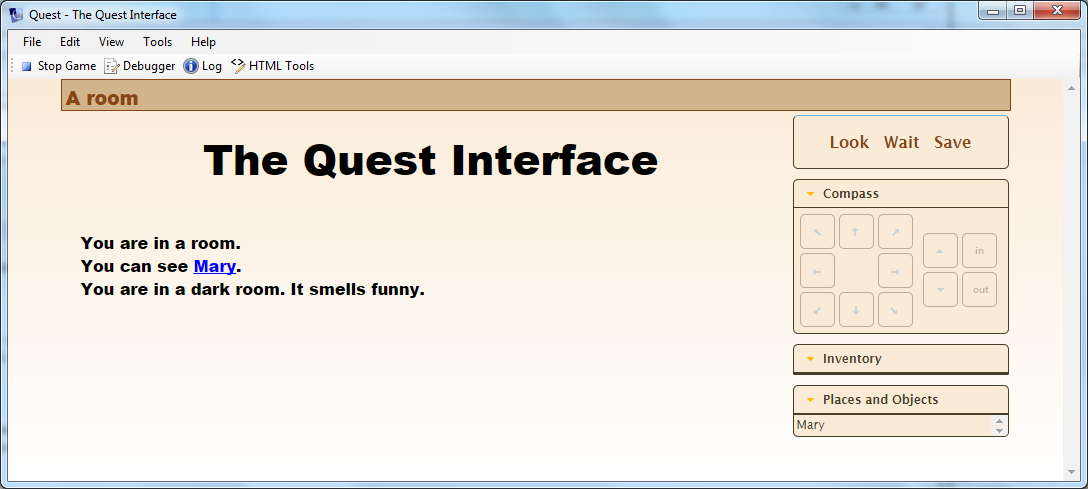 Quest - The Quest Interface
File Edit View Tools Help
Stop Game Debugger Log HTML Tools
A room
The Quest Interface
You are in a room.
You can see Mary.
You are in a dark room. It smells funny.
Look Wait Save
Compass
in
out
Inventory
Places and Objects
Mary